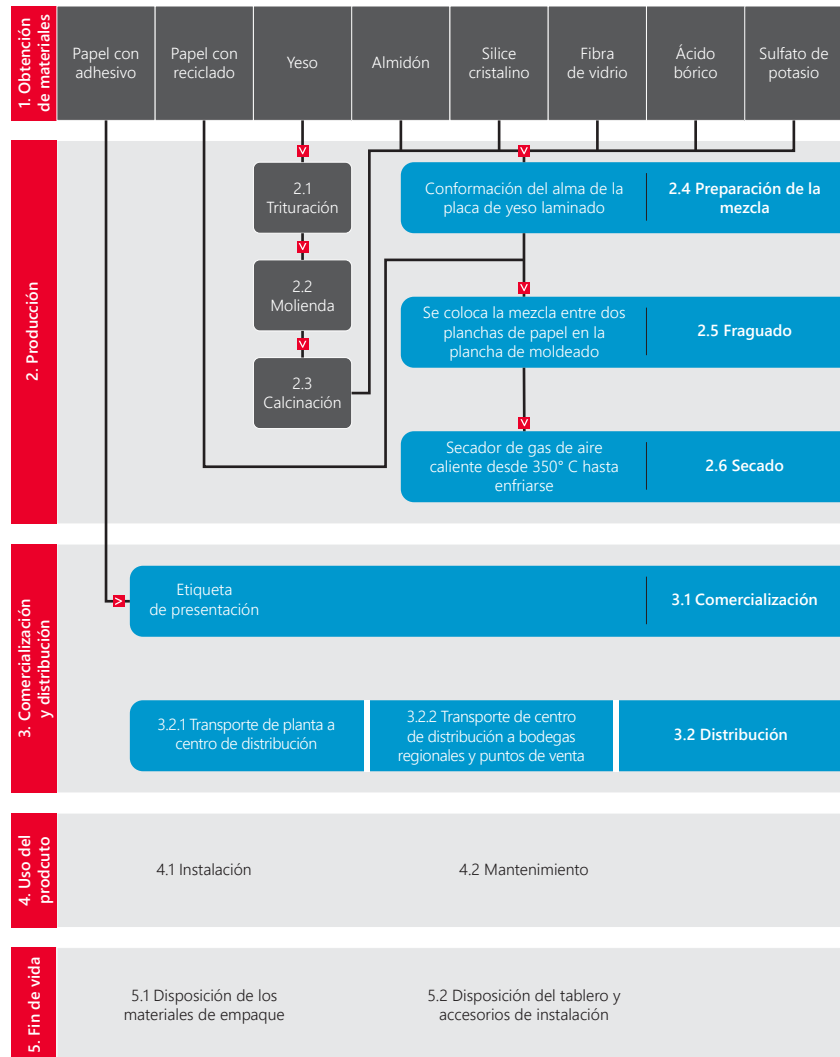 1. Obtención
de materiales
Papel con
adhesivo
Papel con
reciclado
Yeso
Almidón
Silice
cristalino
Fibra
de vidrio
Ácido
bórico
Sulfato de
potasio
2. Producción
2.1
Trituración
2.2
Molienda
2.3
Calcinación
Conformación del alma de la
placa de yeso laminado
2.4 Preparación de la
mezcla
Se coloca la mezcla entre dos
planchas de papel en la
plancha de moldeado
2.5 Fraguado
Secador de gas de aire
caliente desde 350° C hasta
enfriarse
2.6 Secado
3. Comercialización
y distribución
Etiqueta
de presentación
3.1 Comercialización
3.2.1 Transporte de planta a
centro de distribución
3.2.2 Transporte de centro
de distribución a bodegas
regionales y puntos de venta
3.2 Distribución
4. Uso del
prodcuto
4.1 Instalación
4.2 Mantenimiento
5. Fin de vida
5.1 Disposición de los
materiales de empaque
5.2 Disposición del tablero y
accesorios de instalación